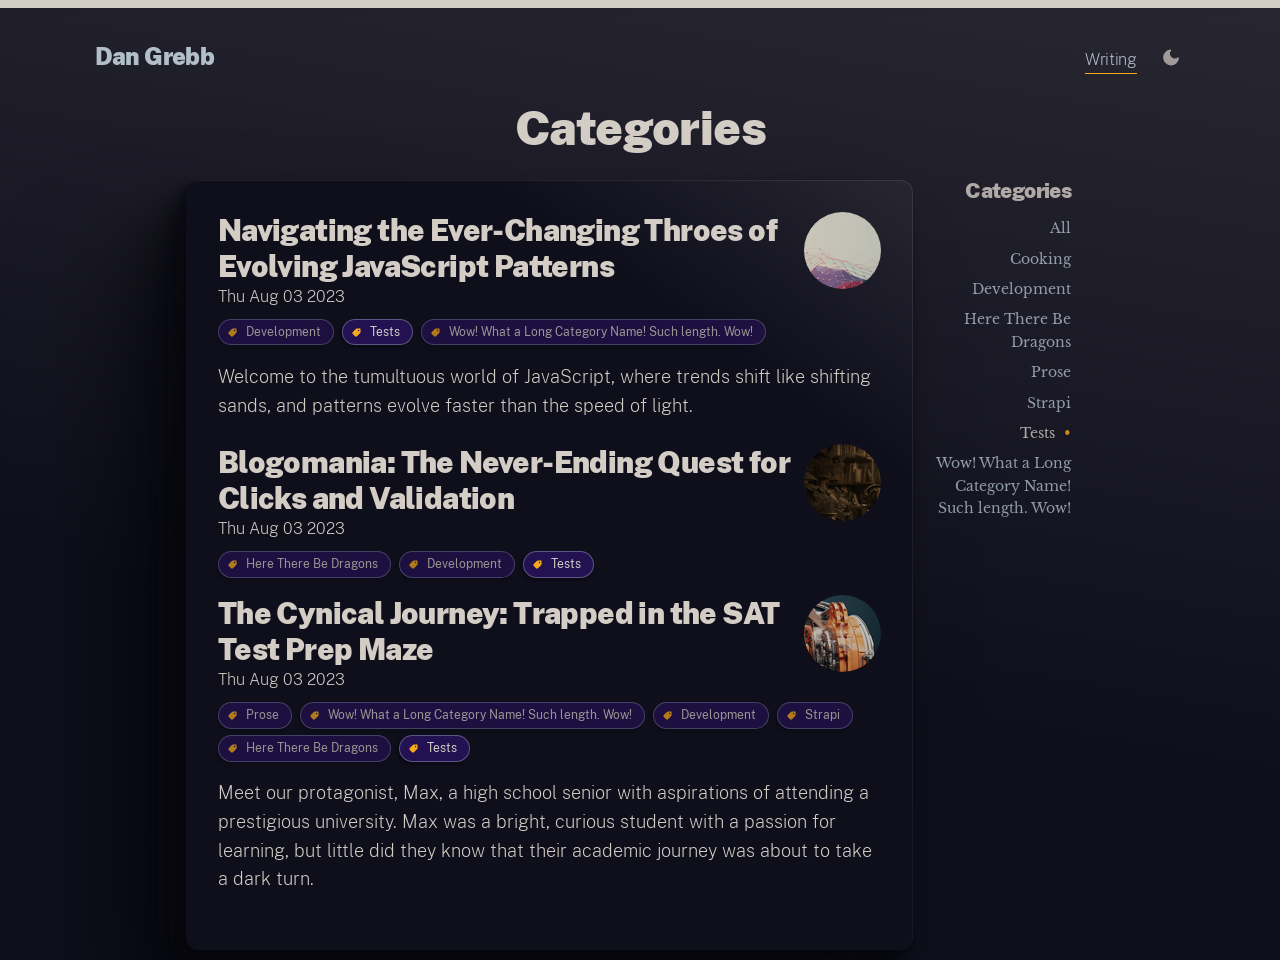 Dan Grebb
Writing
Categories
Navigating the Ever-Changing Throes of
Evolving JavaScript Patterns
Thu Aug 03 2023
Development Tests Wow! What a Long Category Name! Such length. Wow!
Welcome to the tumultuous world of JavaScript, where trends shift like shifting
sands, and patterns evolve faster than the speed of light.
Blogomania: The Never-Ending Quest for
Clicks and Validation
Thu Aug 03 2023
Here There Be Dragons Development Tests
The Cynical Journey: Trapped in the SAT
Test Prep Maze
Thu Aug 03 2023
Prose Wow! What a Long Category Name! Such length. Wow! Development Strapi
Here There Be Dragons Tests
Meet our protagonist, Max, a high school senior with aspirations of attending a
prestigious university. Max was a bright, curious student with a passion for
learning, but little did they know that their academic journey was about to take
a dark turn.
Categories
All
Cooking
Development
Here There Be
Dragons
Prose
Strapi
Tests •
Wow! What a Long
Category Name!
Such length. Wow!